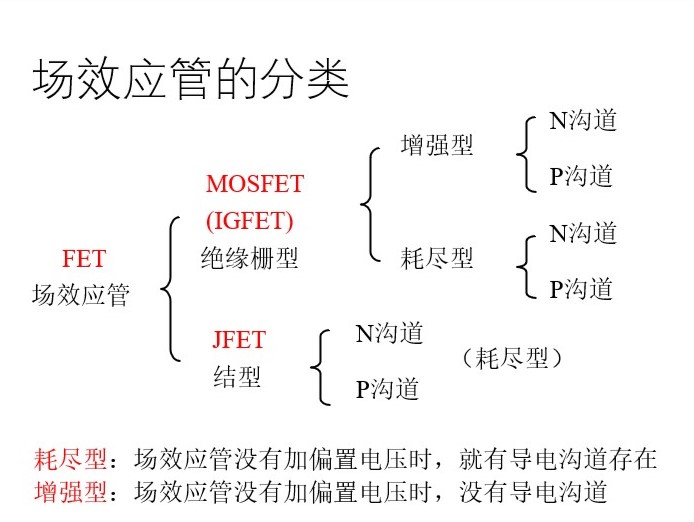 场效应管的分类
FET
场效应管
MOSFET
(IGFET)
绝缘栅型
增强型
N沟道
P沟道
耗尽型
N沟道
P沟道
JFET
结型
N沟道
P沟道
（耗尽型）
耗尽型：场效应管没有加偏置电压时，就有导电沟道存在
增强型：场效应管没有加偏置电压时，没有导电沟道